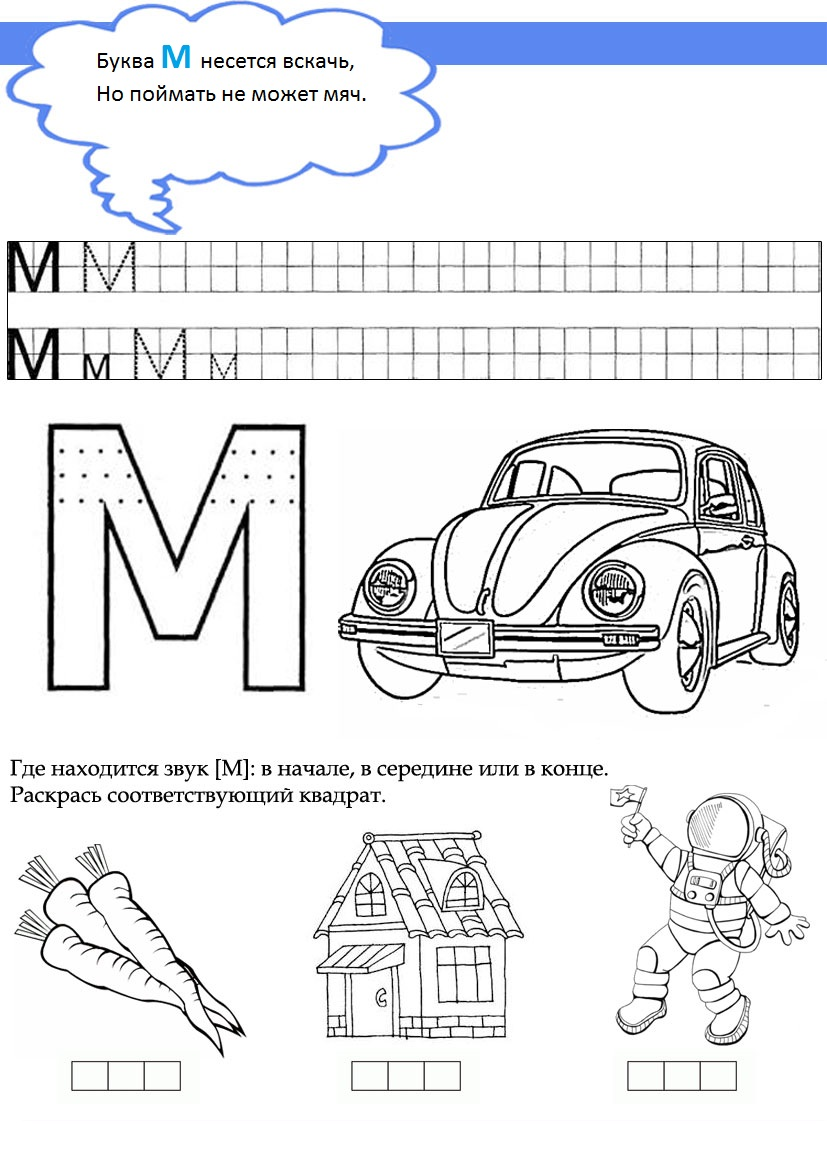 Буква М несется вскачь,
Но поймать не может мяч.
М М
М м М м
М
Где находится звук [М]: в начале, в середине или в конце.
Раскрась соответствующий квадрат.